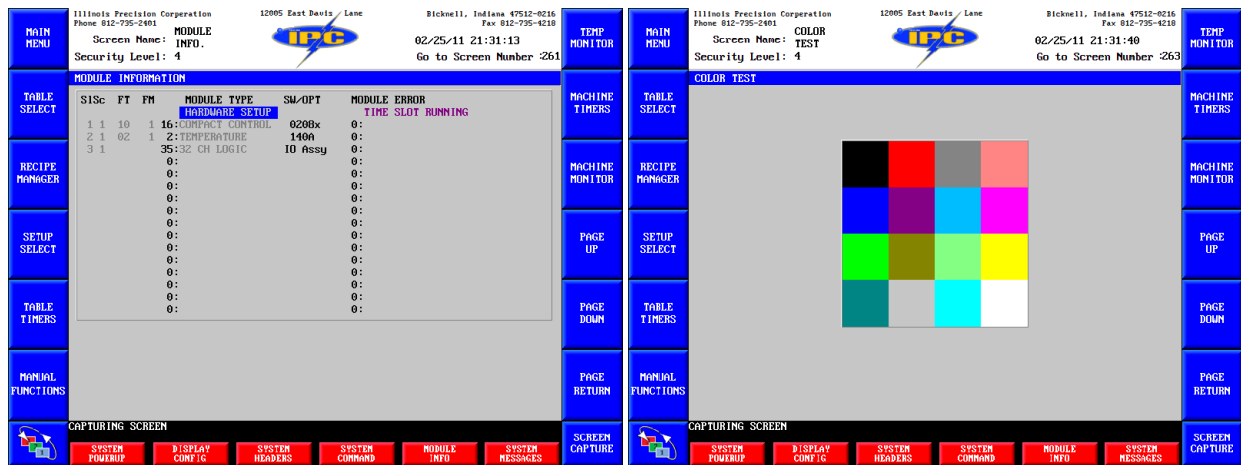 Illinois Precision Corporation 12005 East Davis Lane Bicknell, Indiana 47512-0216
Phone 812-735-2401 Fax 812-735-4218
IPC
Screen Name: MODULE INFO.
02/25/11 21:31:13
Security Level: 4
Go to Screen Number :261
MAIN MENU
TABLE SELECT
RECIPE MANAGER
SETUP SELECT
TABLE TIMERS
MANUAL FUNCTIONS
MODULE INFORMATION
SlSc FT FM MODULE TYPE SW/OPT MODULE ERROR
HARDWARE SETUP TIME SLOT RUNNING
1 1 10 1 16:COMPACT CONTROL 0208x 0:
2 1 02 1 2:TEMPERATURE 140A 0:
3 1 35:32 CH LOGIC IO Assy 0:
0: 0:
0: 0:
0: 0:
0: 0:
0: 0:
0: 0:
0: 0:
0: 0:
0: 0:
0: 0:
0: 0:
0: 0:
0: 0:
TEMP MONITOR
MACHINE TIMERS
MACHINE MONITOR
PAGE UP
PAGE DOWN
PAGE RETURN
SCREEN CAPTURE
CAPTURING SCREEN
SYSTEM POWERUP
DISPLAY CONFIG
SYSTEM HEADERS
SYSTEM COMMAND
MODULE INFO
SYSTEM MESSAGES
Illinois Precision Corporation 12005 East Davis Lane Bicknell, Indiana 47512-0216
Phone 812-735-2401 Fax 812-735-4218
IPC
Screen Name: COLOR TEST
02/25/11 21:31:40
Security Level: 4
Go to Screen Number :263
MAIN MENU
TABLE SELECT
RECIPE MANAGER
SETUP SELECT
TABLE TIMERS
MANUAL FUNCTIONS
COLOR TEST
TEMP MONITOR
MACHINE TIMERS
MACHINE MONITOR
PAGE UP
PAGE DOWN
PAGE RETURN
SCREEN CAPTURE
CAPTURING SCREEN
SYSTEM POWERUP
DISPLAY CONFIG
SYSTEM HEADERS
SYSTEM COMMAND
MODULE INFO
SYSTEM MESSAGES